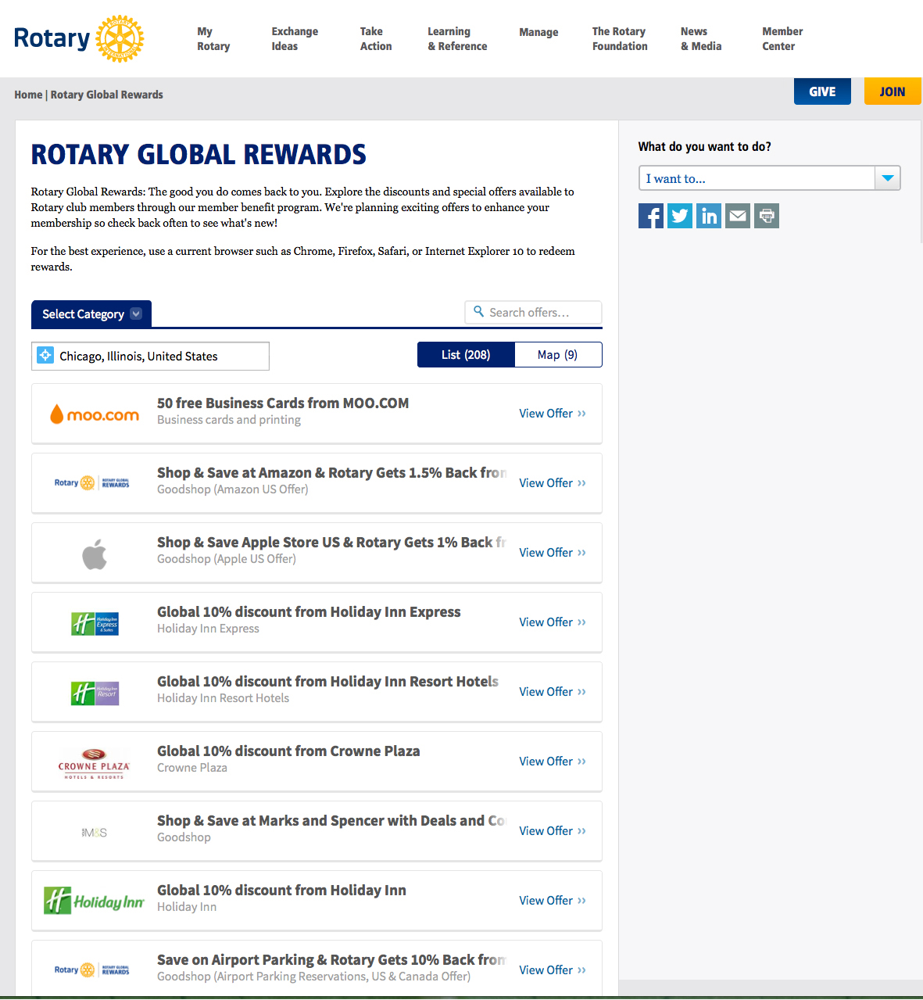 Rotary
ROTARY
INTERNATIONAL
My
Rotary
Exchange
Ideas
Take
Action
Learning
& Reference
Manage
The Rotary
Foundation
News
& Media
Member
Center
Home | Rotary Global Rewards
GIVE
JOIN
ROTARY GLOBAL REWARDS
Rotary Global Rewards: The good you do comes back to you. Explore the discounts and special offers available to
Rotary club members through our member benefit program. We're planning exciting offers to enhance your
membership so check back often to see what's new!
For the best experience, use a current browser such as Chrome, Firefox, Safari, or Internet Explorer 10 to redeem
rewards.
What do you want to do?
I want to...
Select Category
Search offers...
Chicago, Illinois, United States
List (208)
Map (9)
moo.com
50 free Business Cards from MOO.COM
Business cards and printing
View Offer »
Rotary
ROTARY GLOBAL
REWARDS
Shop & Save at Amazon & Rotary Gets 1.5% Back from
Goodshop (Amazon US Offer)
View Offer »
Shop & Save Apple Store US & Rotary Gets 1% Back fr
Goodshop (Apple US Offer)
View Offer »
H Holiday Inn
Express
& Suites
Global 10% discount from Holiday Inn Express
Holiday Inn Express
View Offer »
H Holiday Inn
Resort
Global 10% discount from Holiday Inn Resort Hotels
Holiday Inn Resort Hotels
View Offer »
CROWNE PLAZA
HOTELS & RESORTS
Global 10% discount from Crowne Plaza
Crowne Plaza
View Offer »
M&S
Shop & Save at Marks and Spencer with Deals and Co
Goodshop
View Offer »
H Holiday Inn
Global 10% discount from Holiday Inn
Holiday Inn
View Offer »
Rotary
ROTARY GLOBAL
REWARDS
Save on Airport Parking & Rotary Gets 10% Back from
Goodshop (Airport Parking Reservations, US & Canada Offer)
View Offer »